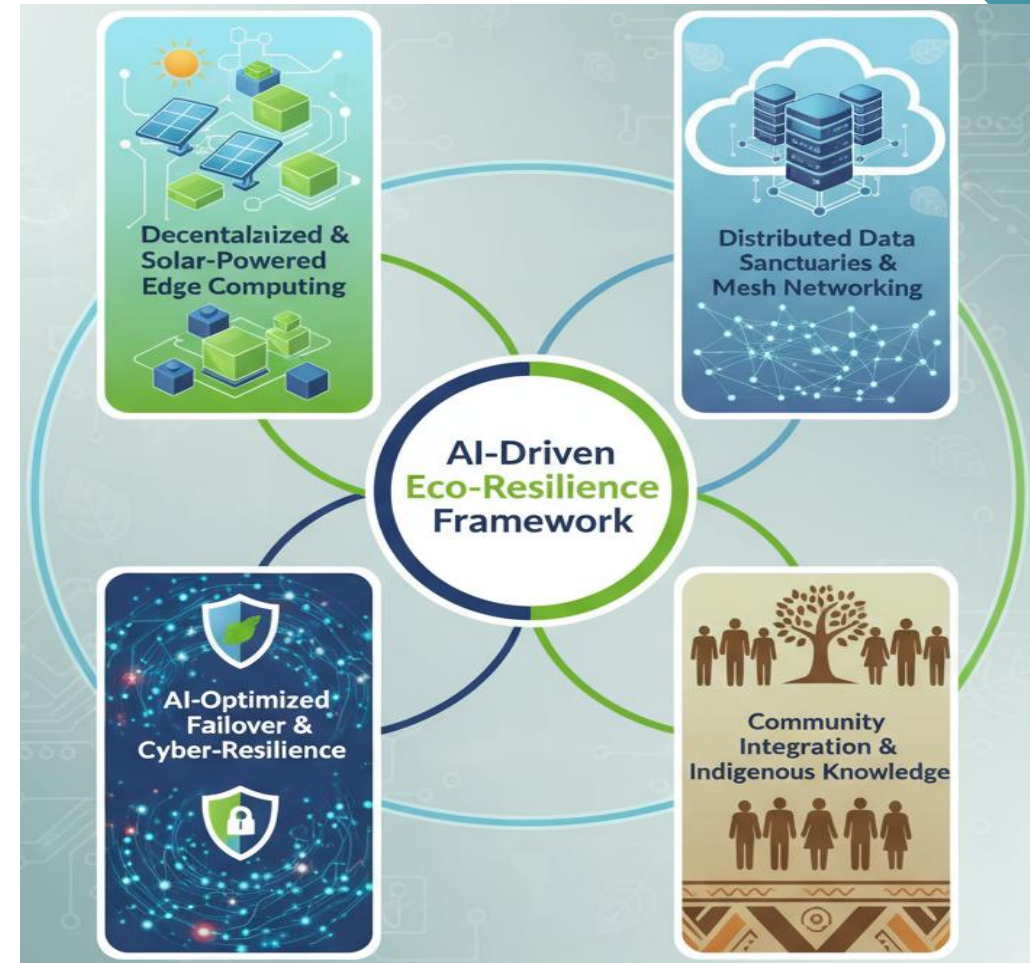 Decentalaized &
Solar-Powered
Edge Computing
Distributed Data
Sanctuaries &
Mesh Networking
AI-Driven
Eco-Resilience
Framework
AI-Optimized
Failover &
Cyber-Resilience
Community
Integration &
Indigenous Knowledge